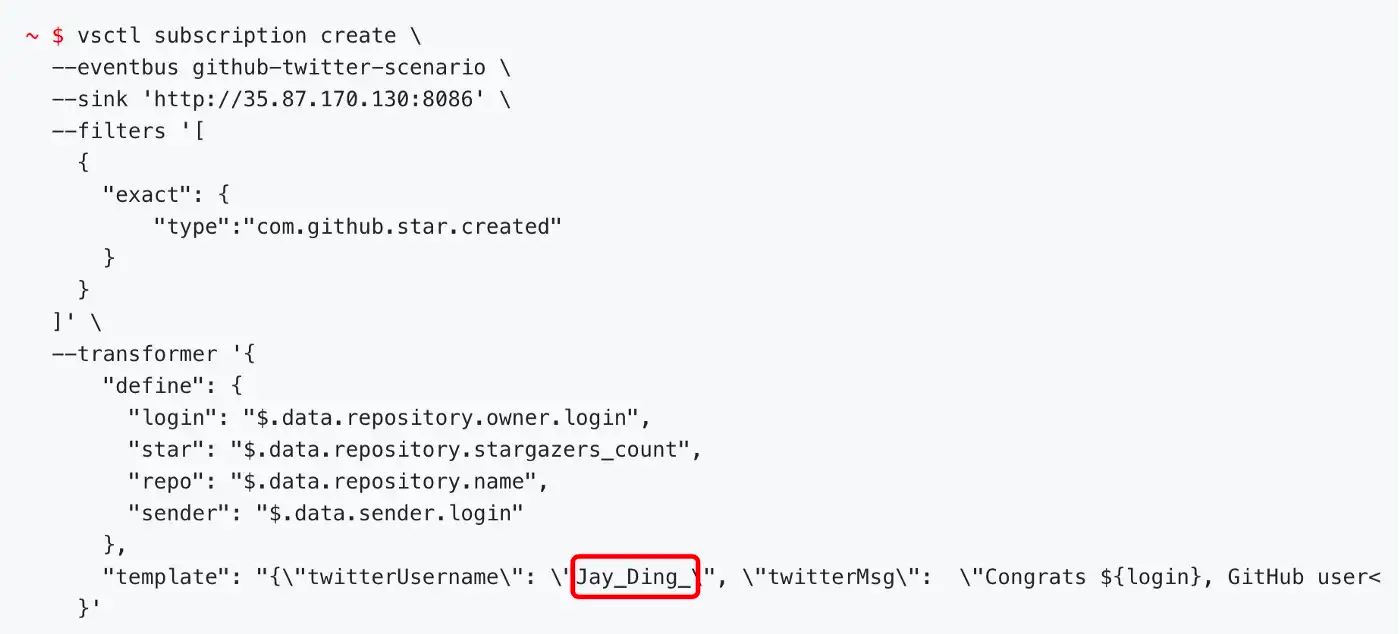 ~ $ vsctl subscription create \
--eventbus github-twitter-scenario \
--sink 'http://35.87.170.130:8086' \
--filters '[
{
"exact": {
"type":"com.github.star.created"
}
}
]' \
--transformer '{
"define": {
"login": "$.data.repository.owner.login",
"star": "$.data.repository.stargazers_count",
"repo": "$.data.repository.name",
"sender": "$.data.sender.login"
},
"template": "{\"twitterUsername\": \"Jay_Ding_\", \"twitterMsg\":  \"Congrats ${login}, GitHub user<
}'